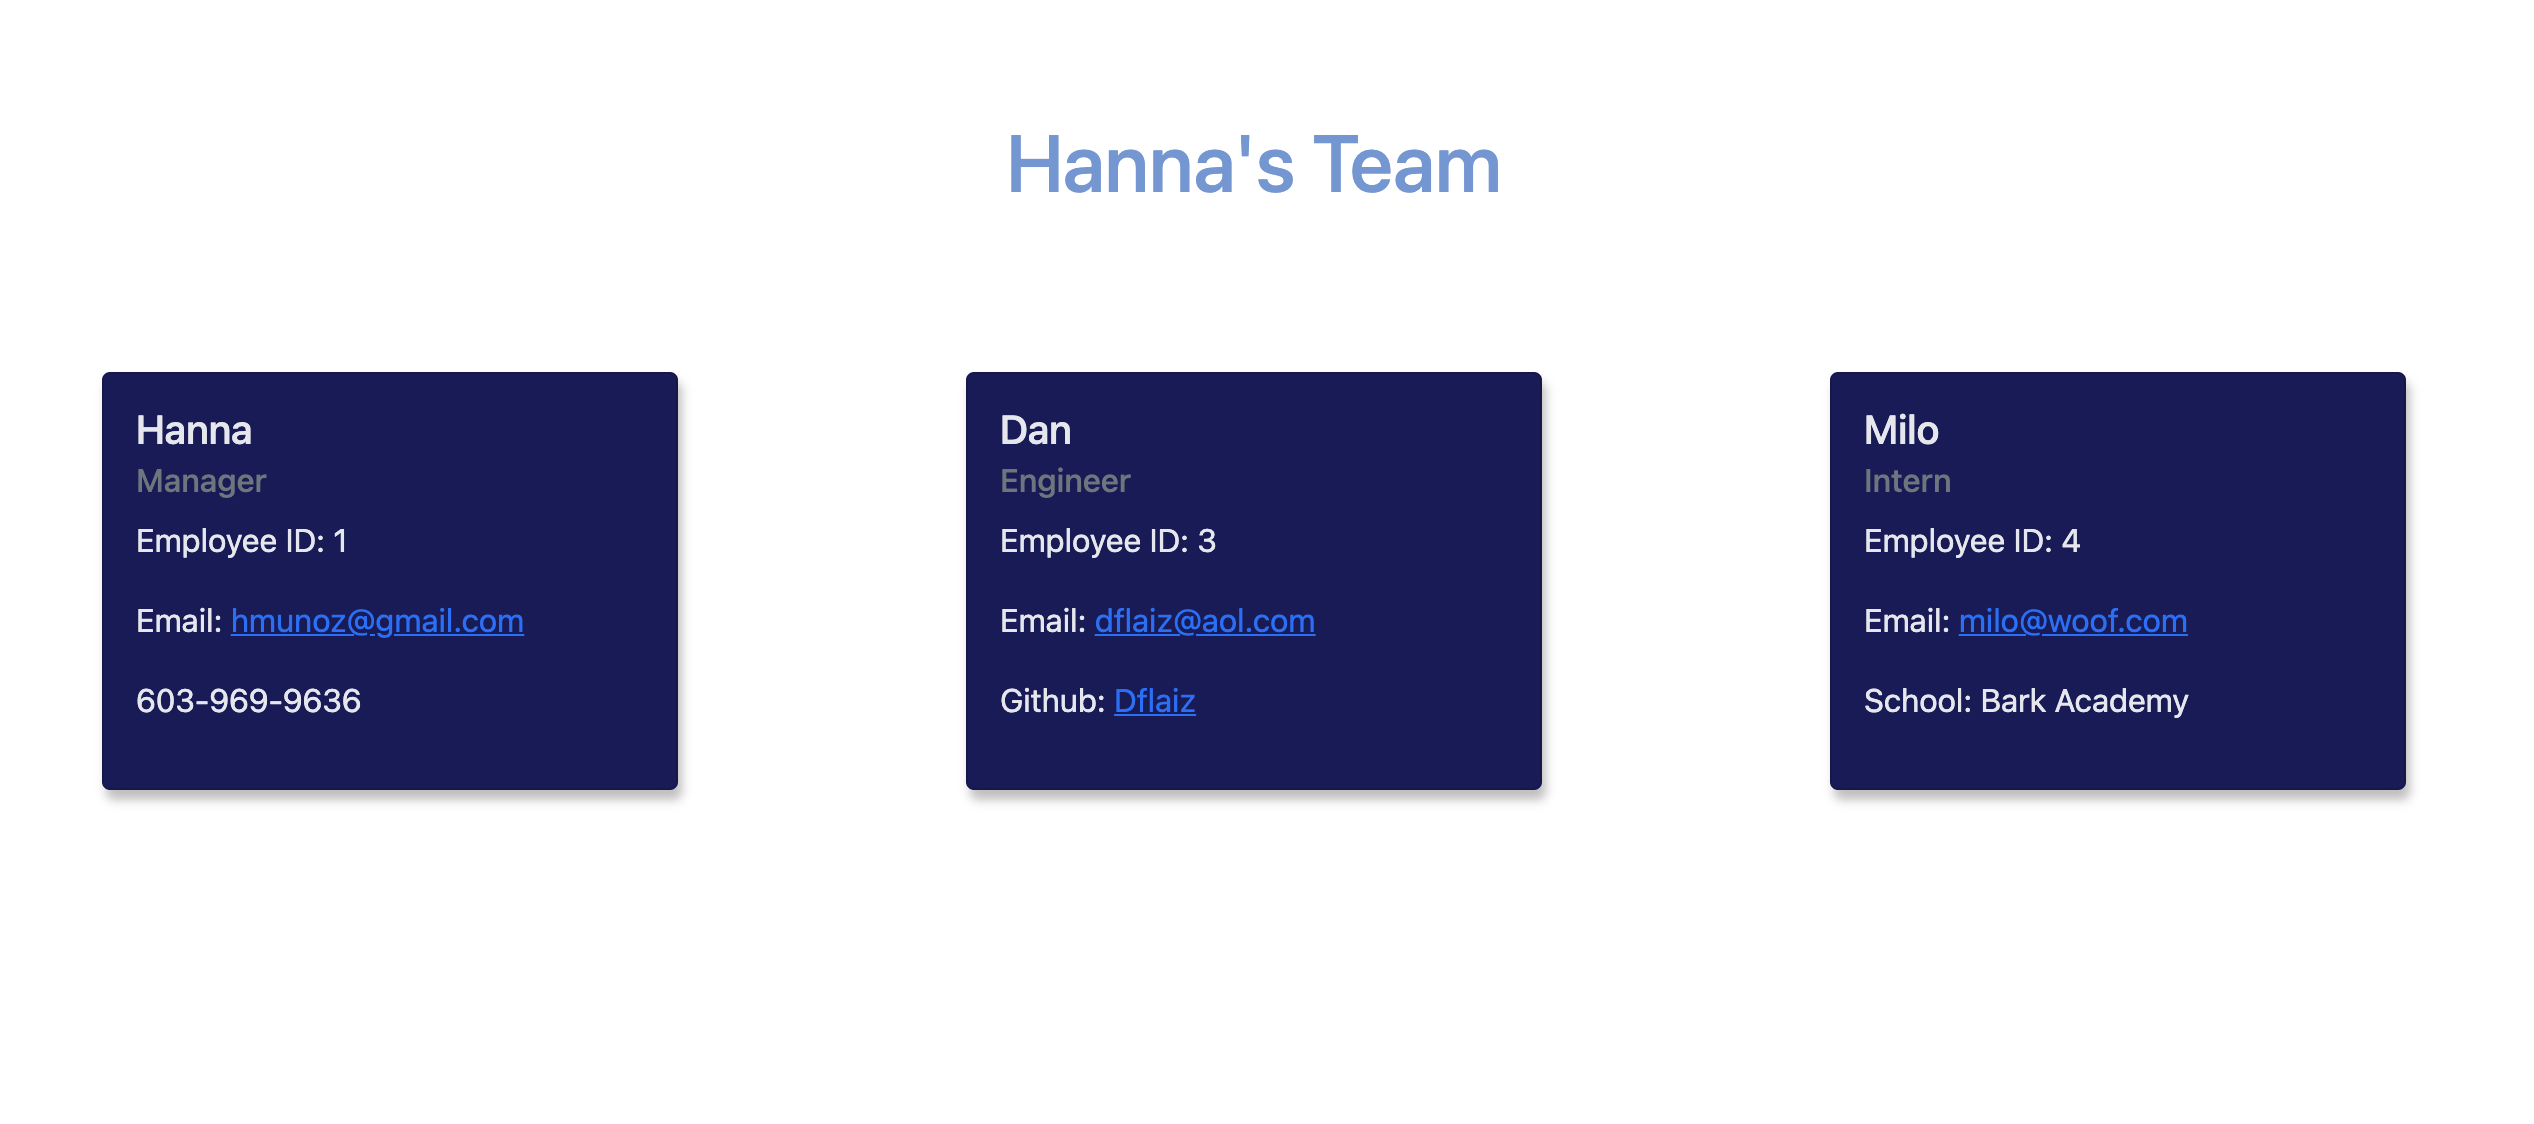 Hanna's Team
Hanna
Manager
Employee ID: 1
Email: hmunoz@gmail.com
603-969-9636
Dan
Engineer
Employee ID: 3
Email: dflaiz@aol.com
Github: Dflaiz
Milo
Intern
Employee ID: 4
Email: milo@woof.com
School: Bark Academy